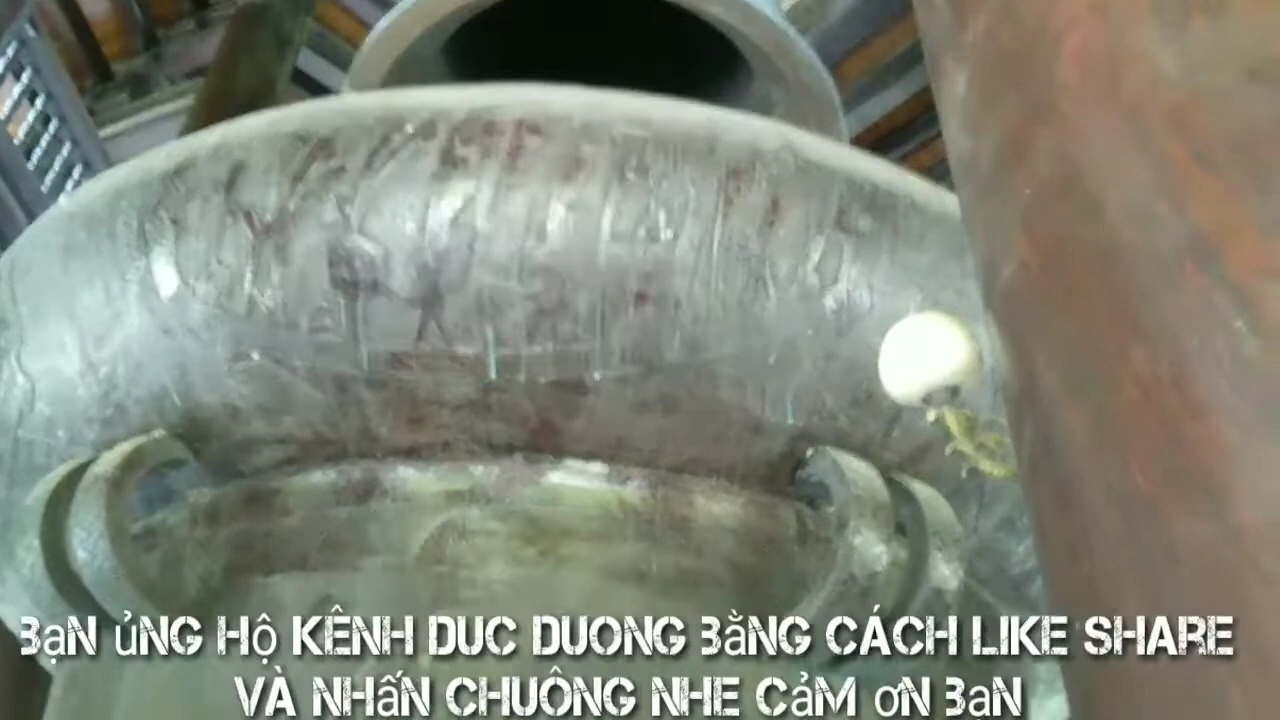 BạN ủNG Hộ KÊNH DUC DUONG BằNG CÁCH LIKE SHARE
VÀ NHấN CHUÔNG NHE CảM ơN BạN